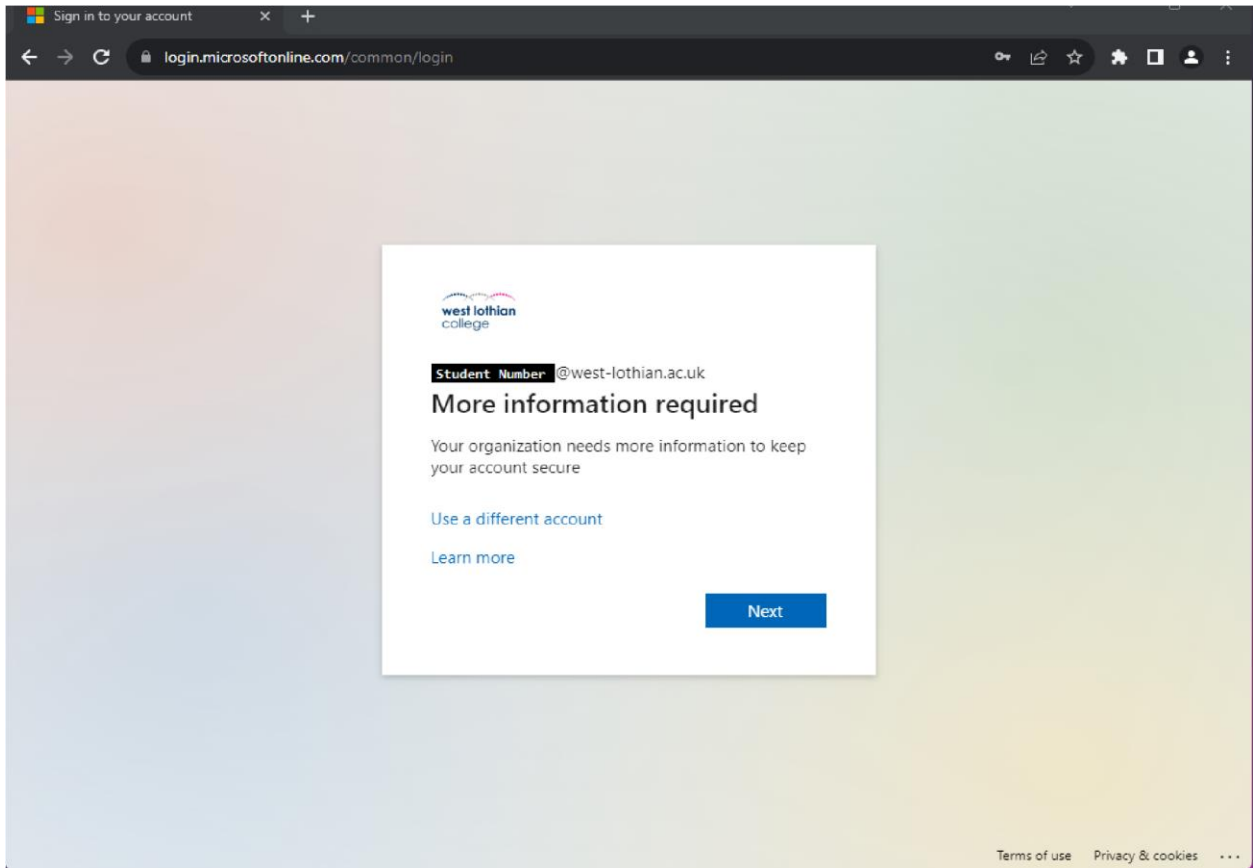 Sign in to your account
login.microsoftonline.com/common/login
west lothian
college
Student Number @west-lothian.ac.uk
More information required
Your organization needs more information to keep
your account secure
Use a different account
Learn more
Next
Terms of use Privacy & cookies ...